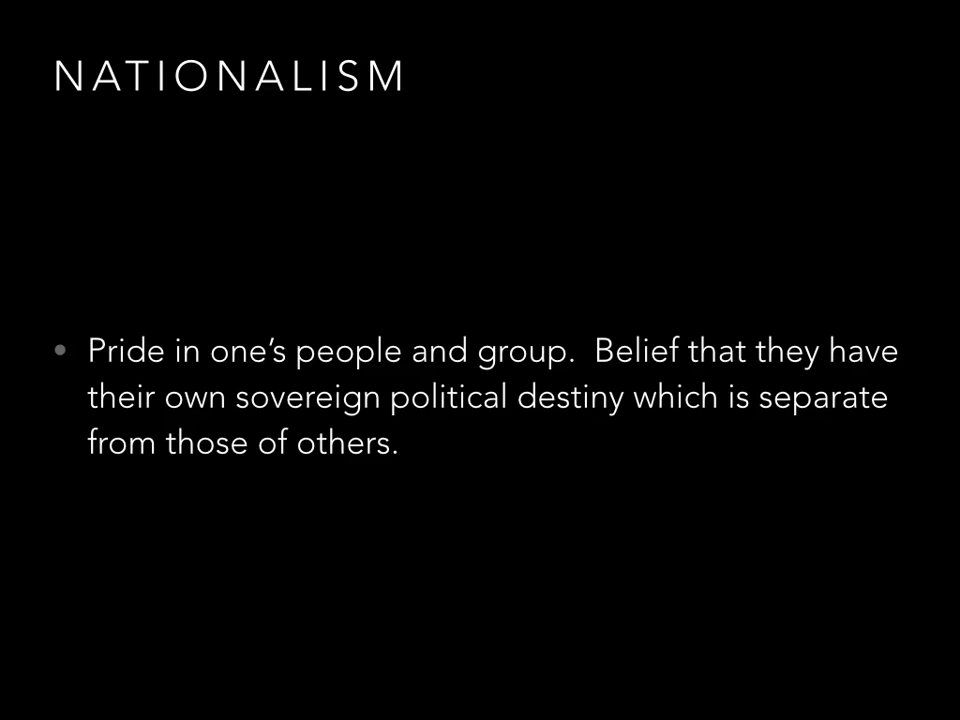 NATIONALISM
• Pride in one’s people and group.  Belief that they have
their own sovereign political destiny which is separate
from those of others.